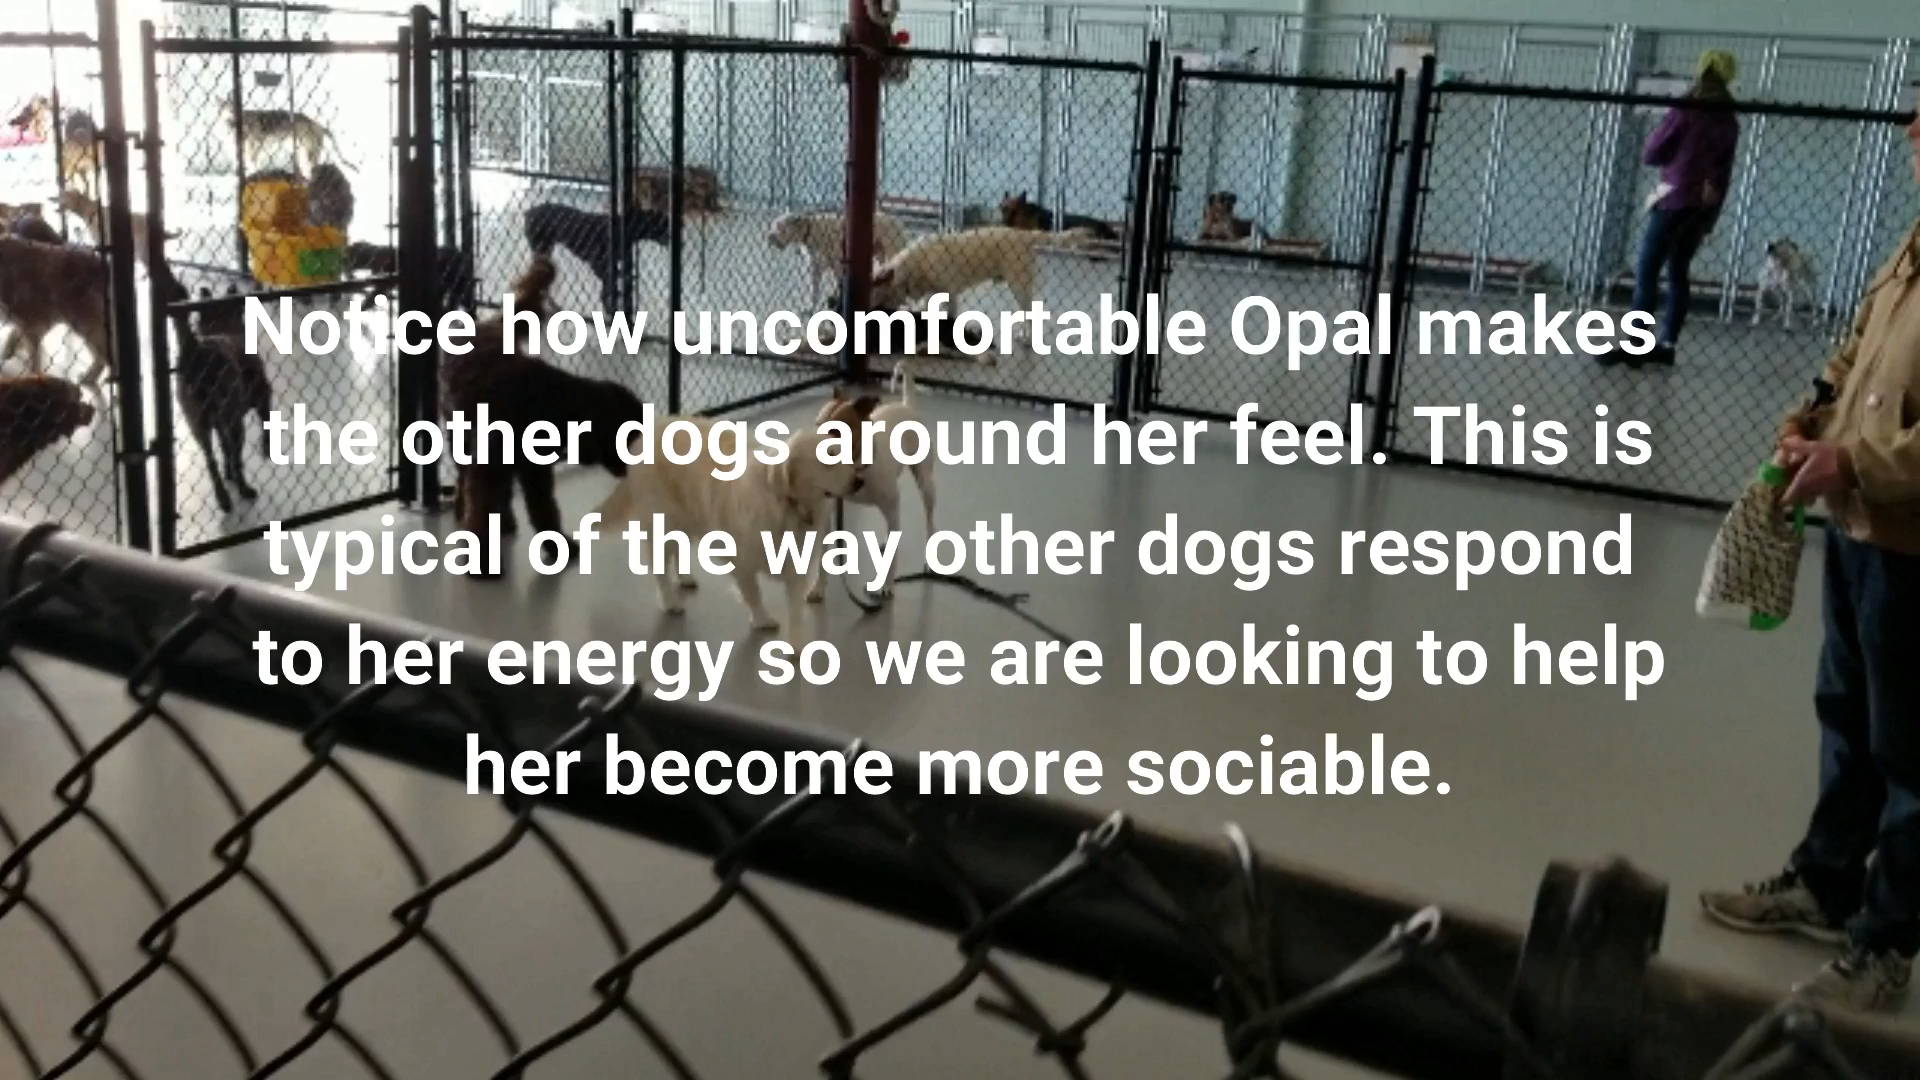 Notice how uncomfortable Opal makes
the other dogs around her feel. This is
typical of the way other dogs respond
to her energy so we are looking to help
her become more sociable.